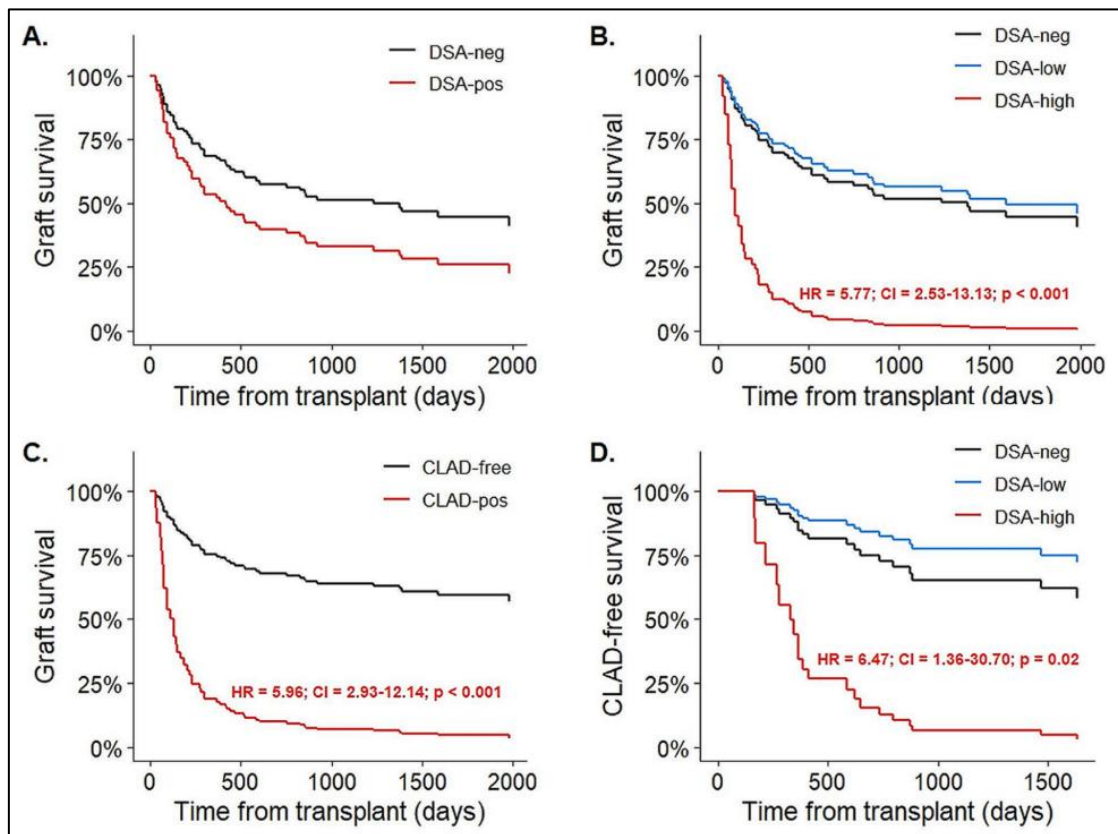 A.
DSA-neg
DSA-pos
100%
75%
50%
25%
0%
Graft survival
0 500 1000 1500 2000
Time from transplant (days)
B.
DSA-neg
DSA-low
DSA-high
100%
75%
50%
25%
0%
Graft survival
HR = 5.77; CI = 2.53-13.13; p < 0.001
0 500 1000 1500 2000
Time from transplant (days)
C.
CLAD-free
CLAD-pos
100%
75%
50%
25%
0%
Graft survival
HR = 5.96; CI = 2.93-12.14; p < 0.001
0 500 1000 1500 2000
Time from transplant (days)
D.
DSA-neg
DSA-low
DSA-high
100%
75%
50%
25%
0%
CLAD-free survival
HR = 6.47; CI = 1.36-30.70; p = 0.02
0 500 1000 1500
Time from transplant (days)